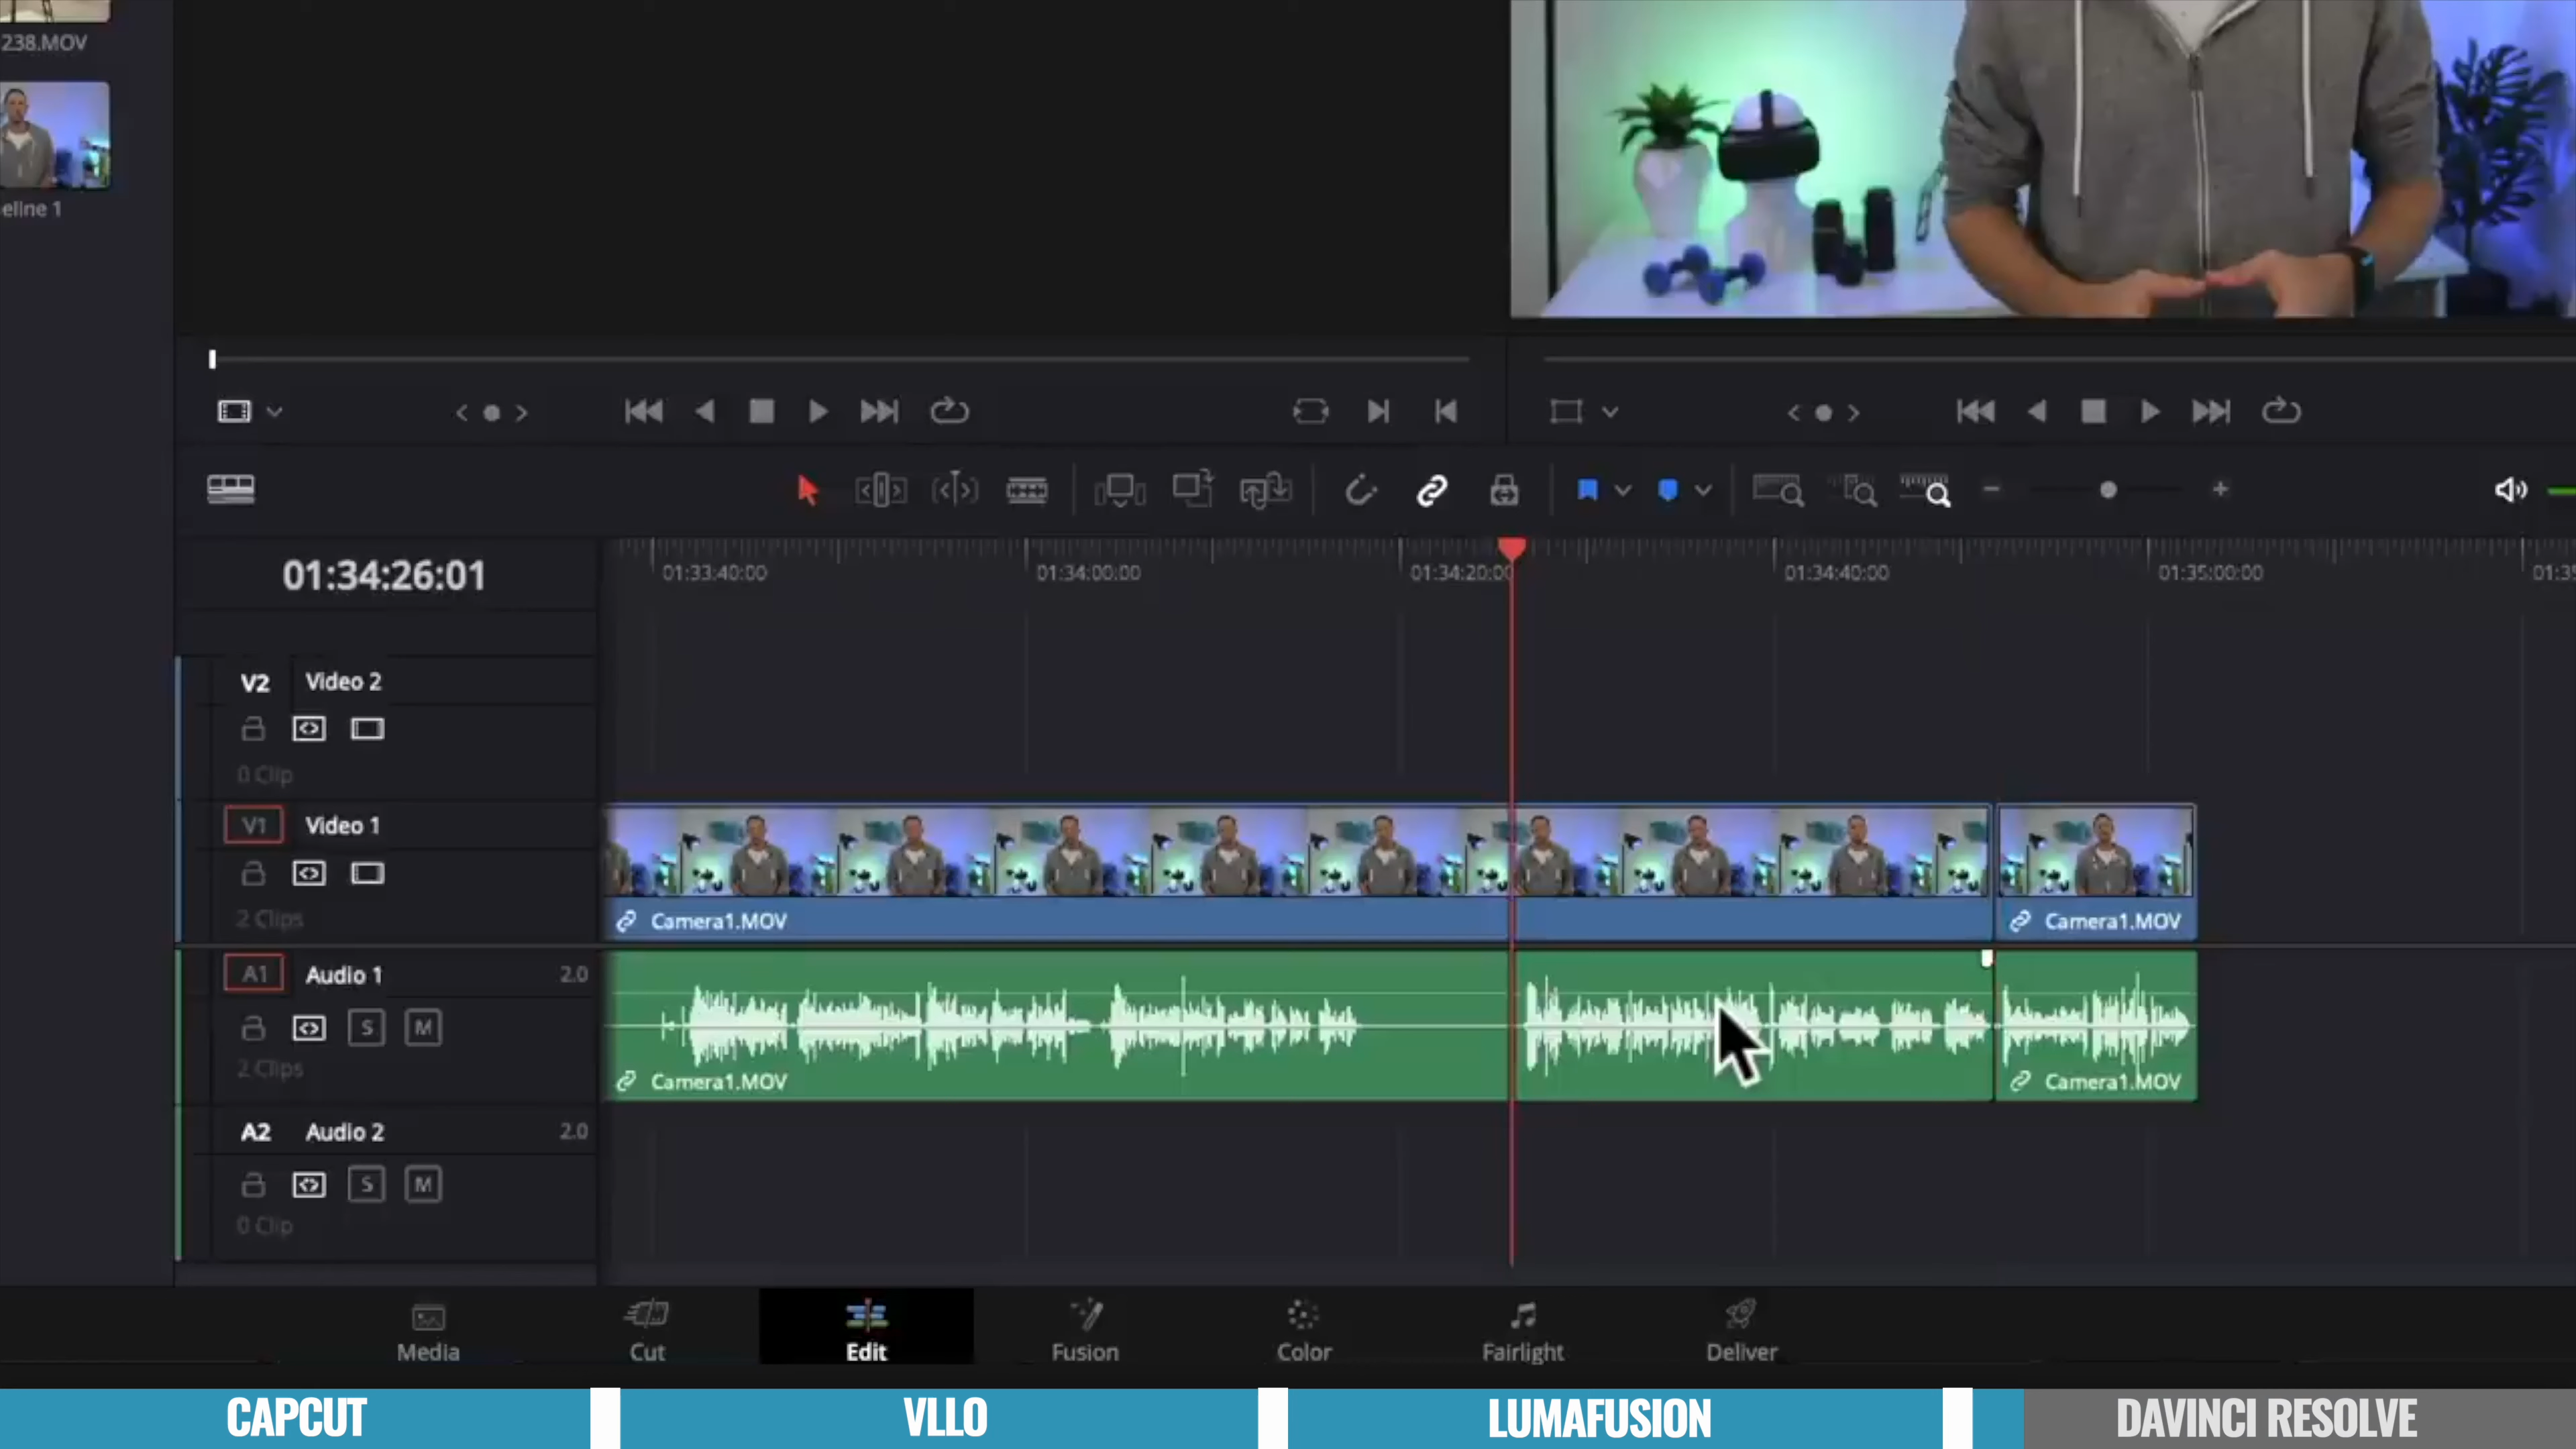 238.MOV
eline 1
01:34:26:01
01:33:40:00
01:34:00:00
01:34:20:00
01:34:40:00
01:35:00:00
01:35
V2 Video 2
0 Clip
V1 Video 1
2 Clips
Camera1.MOV
Camera1.MOV
A1 Audio 1 2.0
S M
2 Clips
Camera1.MOV
Camera1.MOV
A2 Audio 2 2.0
S M
0 Clip
Media
Cut
Edit
Fusion
Color
Fairlight
Deliver
CAPCUT
VLLO
LUMAFUSION
DAVINCI RESOLVE